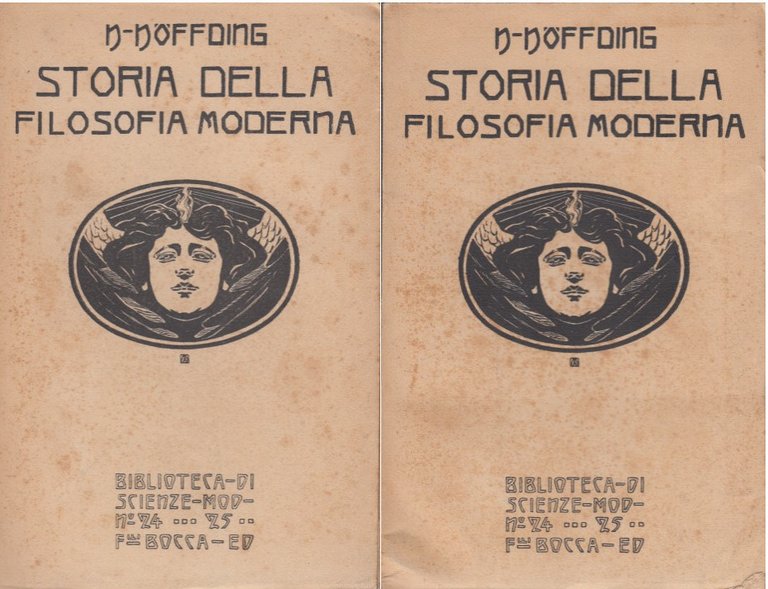 H-HÖFFDING
STORIA DELLA
FILOSOFIA MODERNA
BIBLIOTECA-DI
SCIENZE-MOD-
Nº 24 ··· 25 ··
Flli BOCCA-ED
H-HÖFFDING
STORIA DELLA
FILOSOFIA MODERNA
BIBLIOTECA-DI
SCIENZE-MOD-
Nº 24 ··· 25 ··
Flli BOCCA-ED